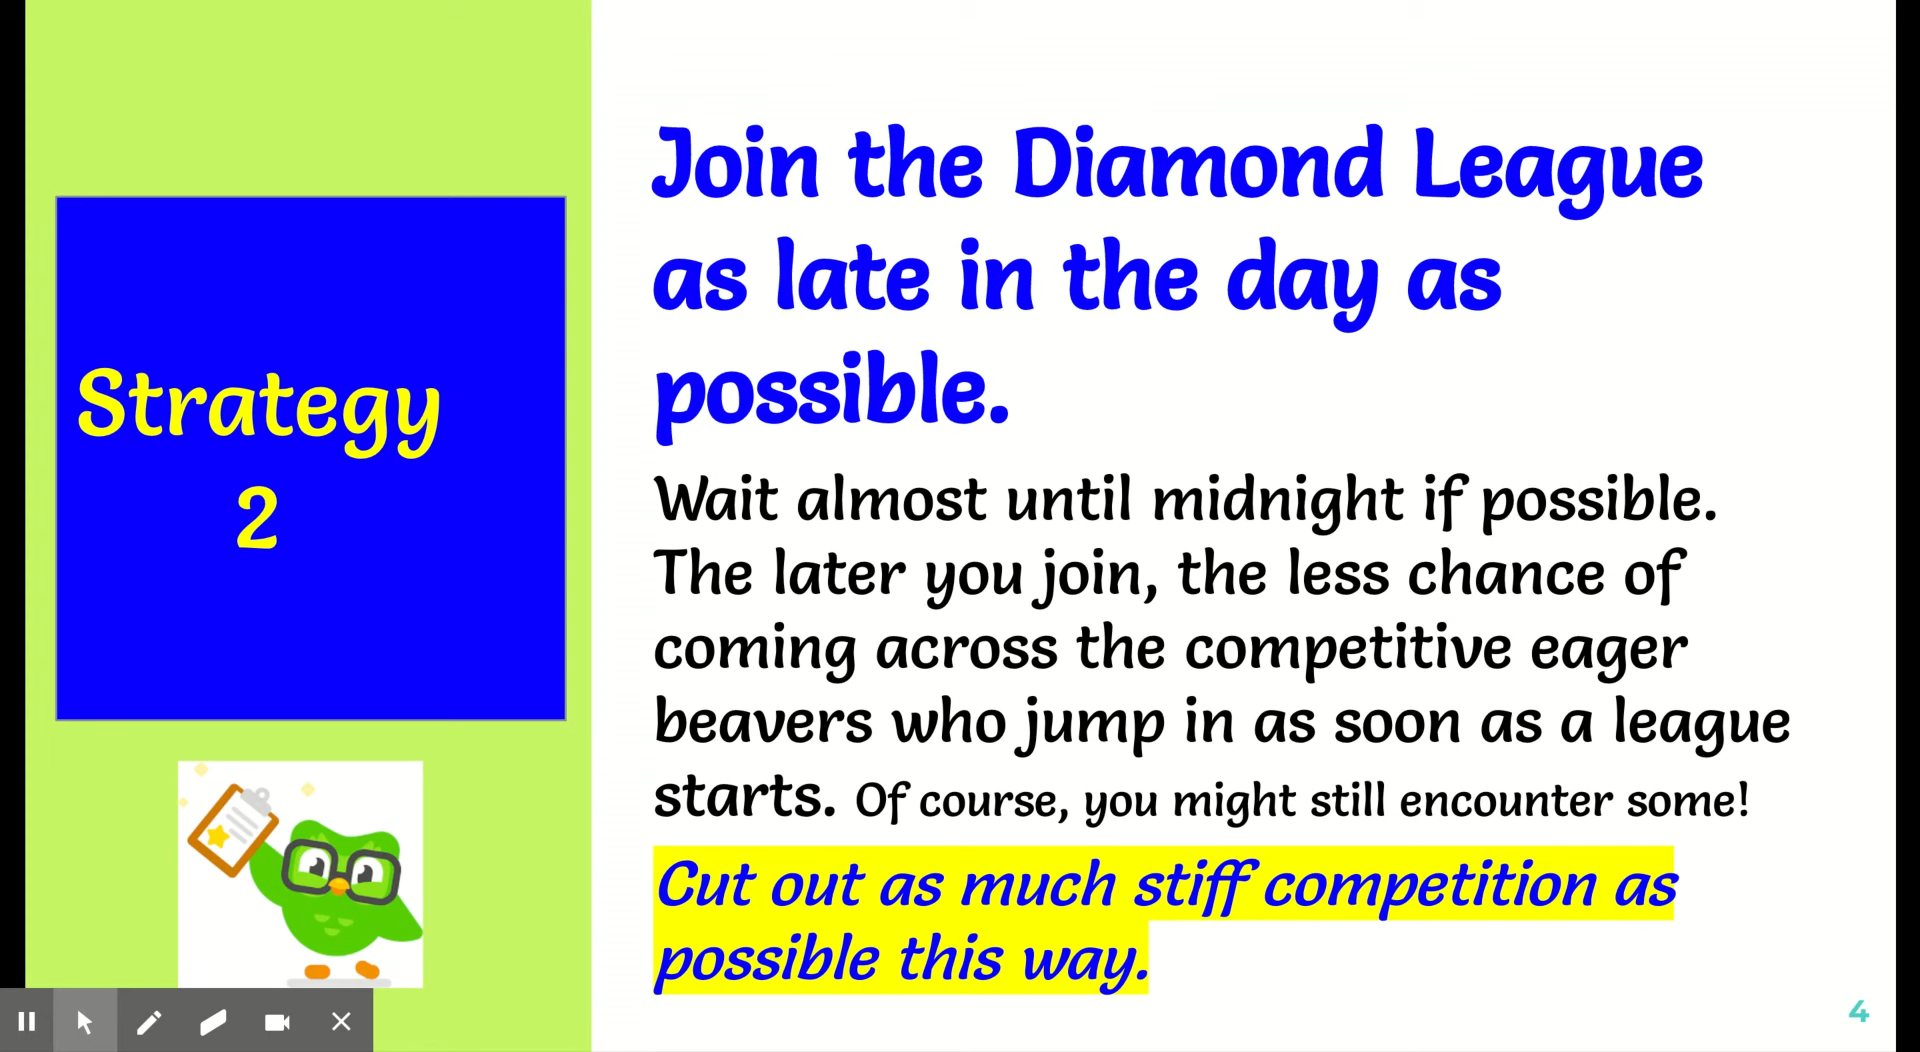 Strategy
2
Join the Diamond League
as late in the day as
possible.
Wait almost until midnight if possible.
The later you join, the less chance of
coming across the competitive eager
beavers who jump in as soon as a league
starts. Of course, you might still encounter some!
Cut out as much stiff competition as
possible this way.
4